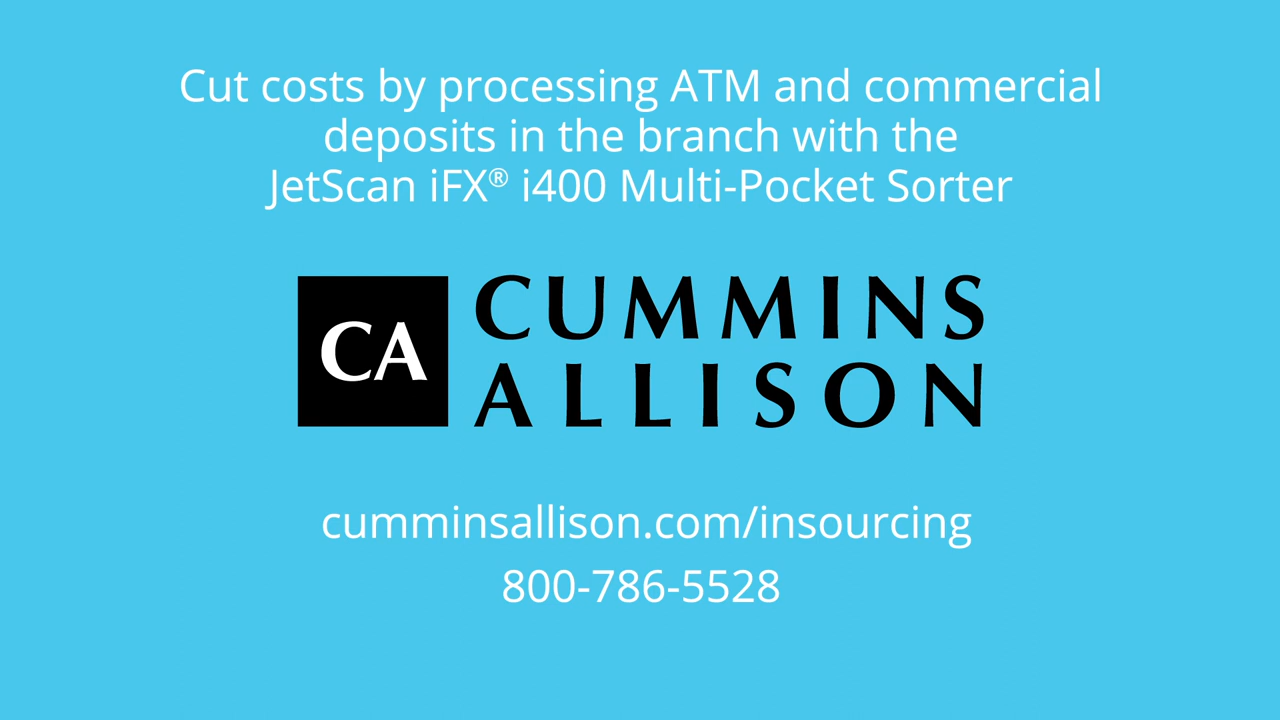 Cut costs by processing ATM and commercial
deposits in the branch with the
JetScan iFX® i400 Multi-Pocket Sorter
CA
CUMMINS
ALLISON
cumminsallison.com/insourcing
800-786-5528